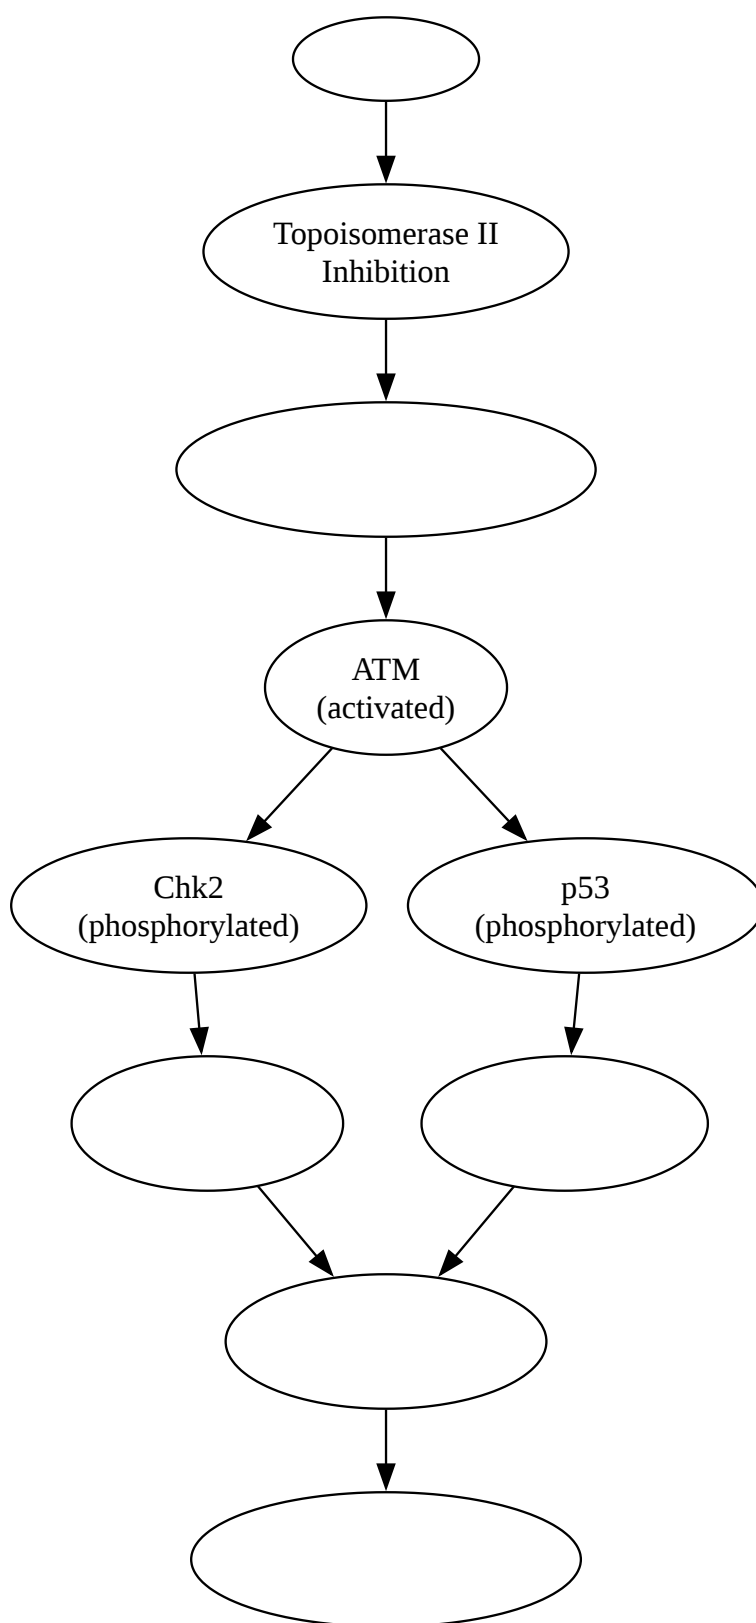 Topoisomerase II
Inhibition
ATM
(activated)
Chk2
(phosphorylated)
p53
(phosphorylated)